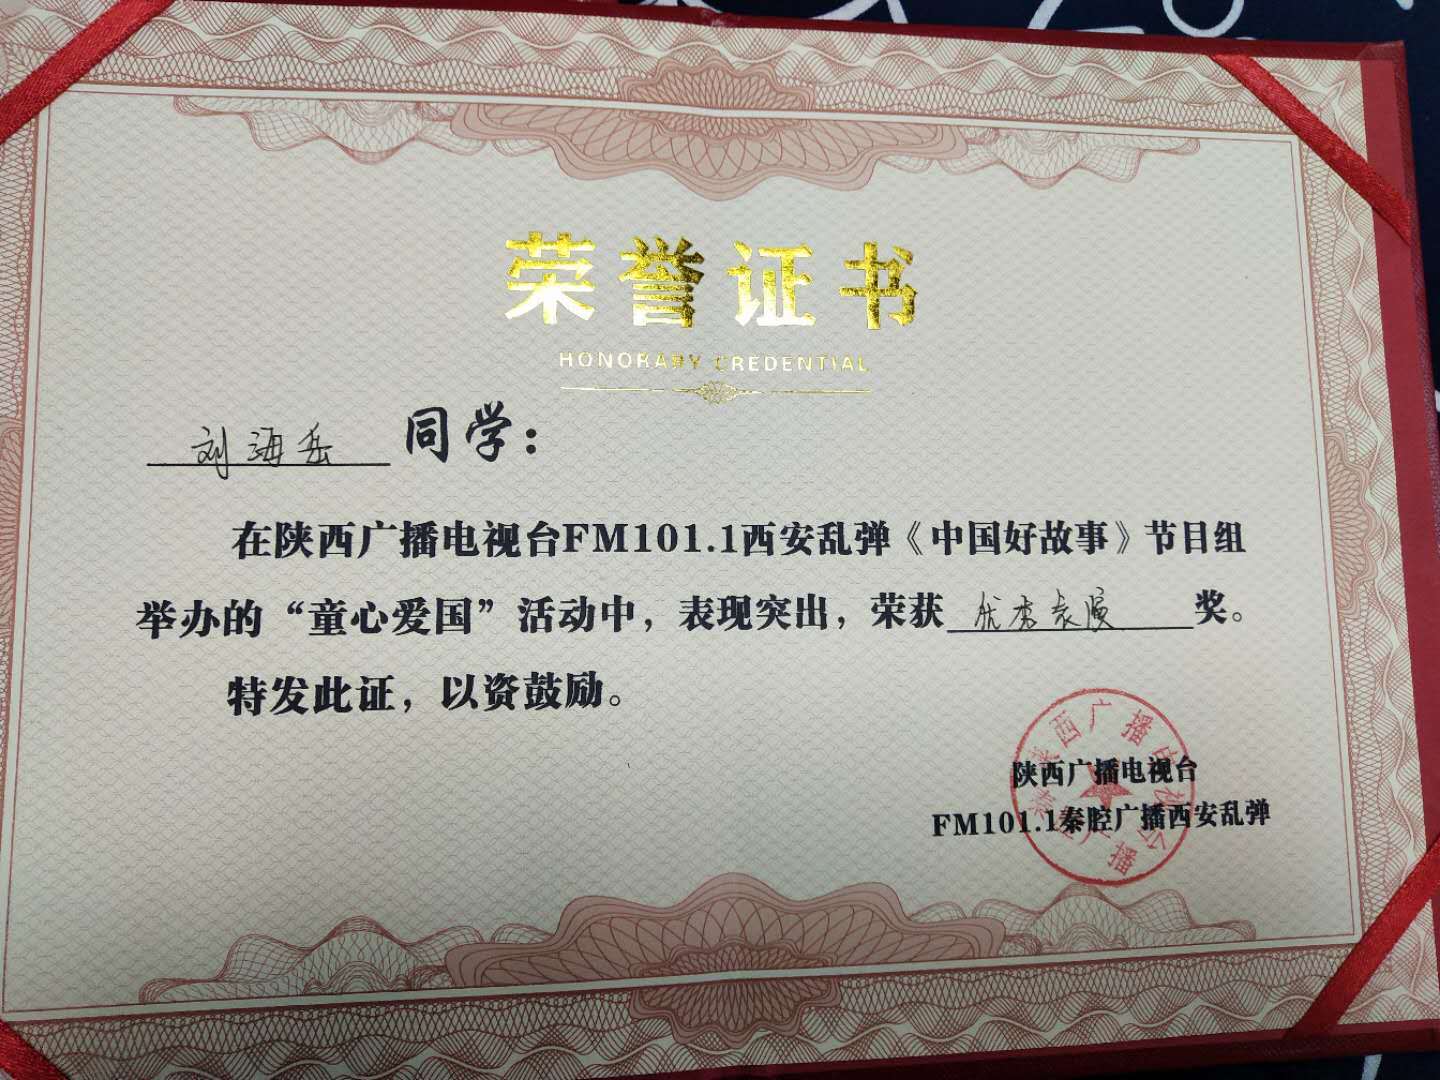 荣誉证书
HONORARY CREDENTIAL
刘海岳 同学：
在陕西广播电视台FM101.1西安乱弹《中国好故事》节目组
举办的“童心爱国”活动中，表现突出，荣获 优秀表演 奖。
特发此证，以资鼓励。
陕西广播电视台
FM101.1秦腔广播西安乱弹